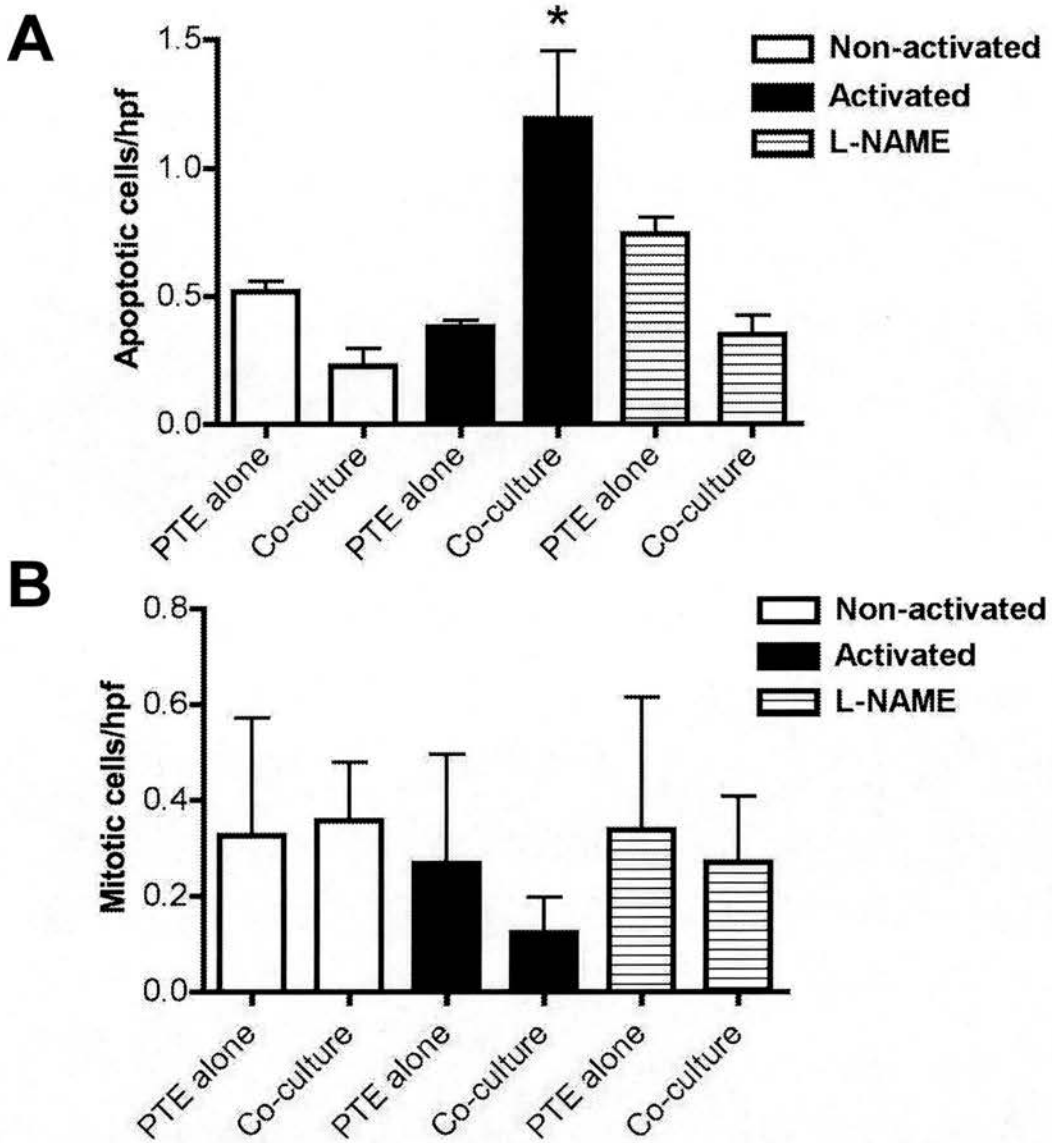 A
*
1.5
1.0
0.5
0.0
Apoptotic cells/hpf
Non-activated
Activated
L-NAME
PTE alone
Co-culture
PTE alone
Co-culture
PTE alone
Co-culture
B
0.8
0.6
0.4
0.2
0.0
Mitotic cells/hpf
Non-activated
Activated
L-NAME
PTE alone
Co-culture
PTE alone
Co-culture
PTE alone
Co-culture